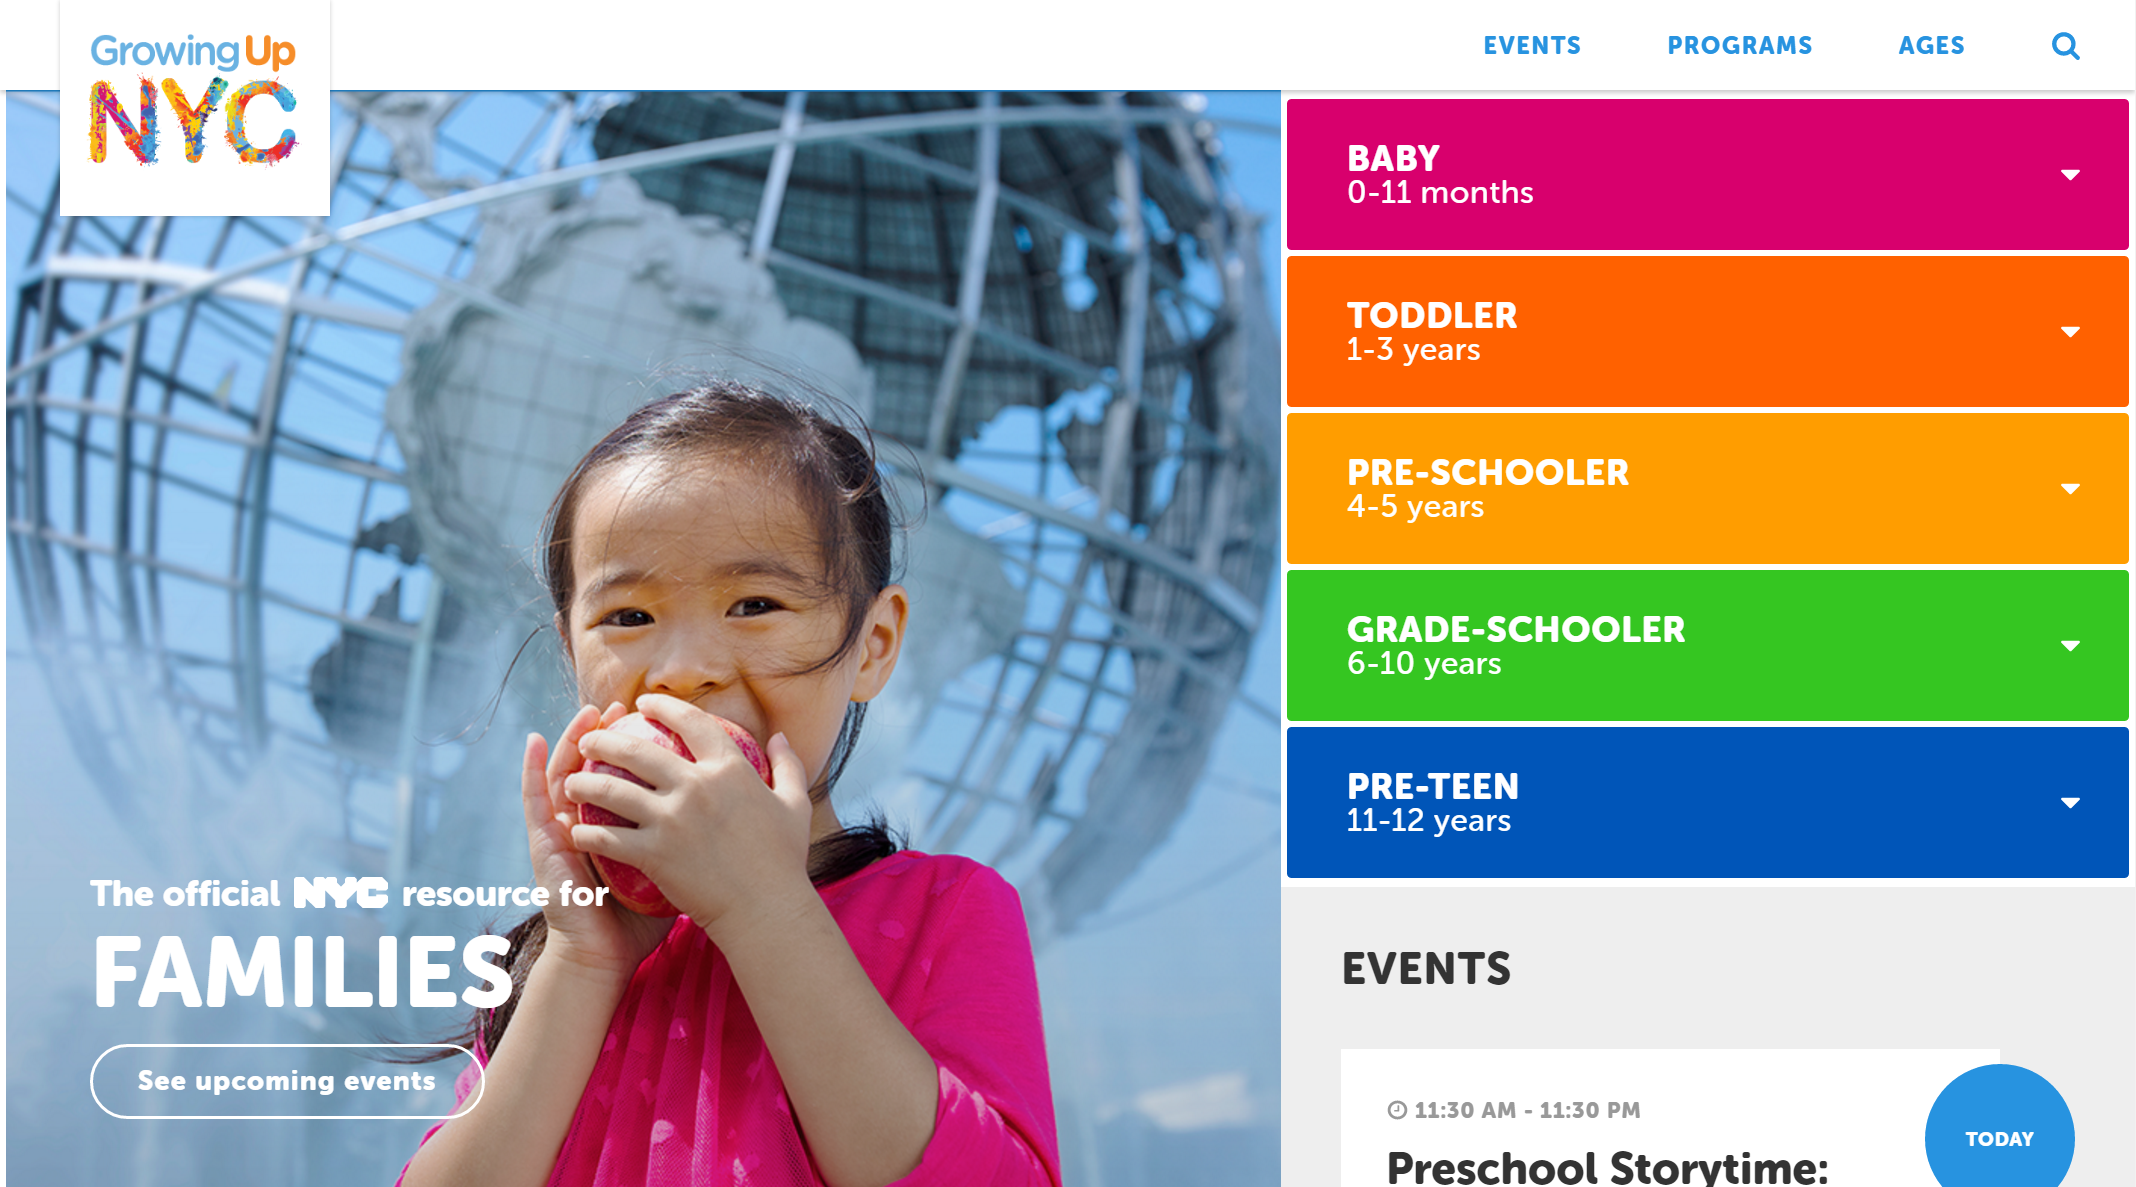 Growing Up
NYC
EVENTS
PROGRAMS
AGES
The official NYC resource for
FAMILIES
See upcoming events
BABY
0-11 months
TODDLER
1-3 years
PRE-SCHOOLER
4-5 years
GRADE-SCHOOLER
6-10 years
PRE-TEEN
11-12 years
EVENTS
11:30 AM - 11:30 PM
TODAY
Preschool Storytime: